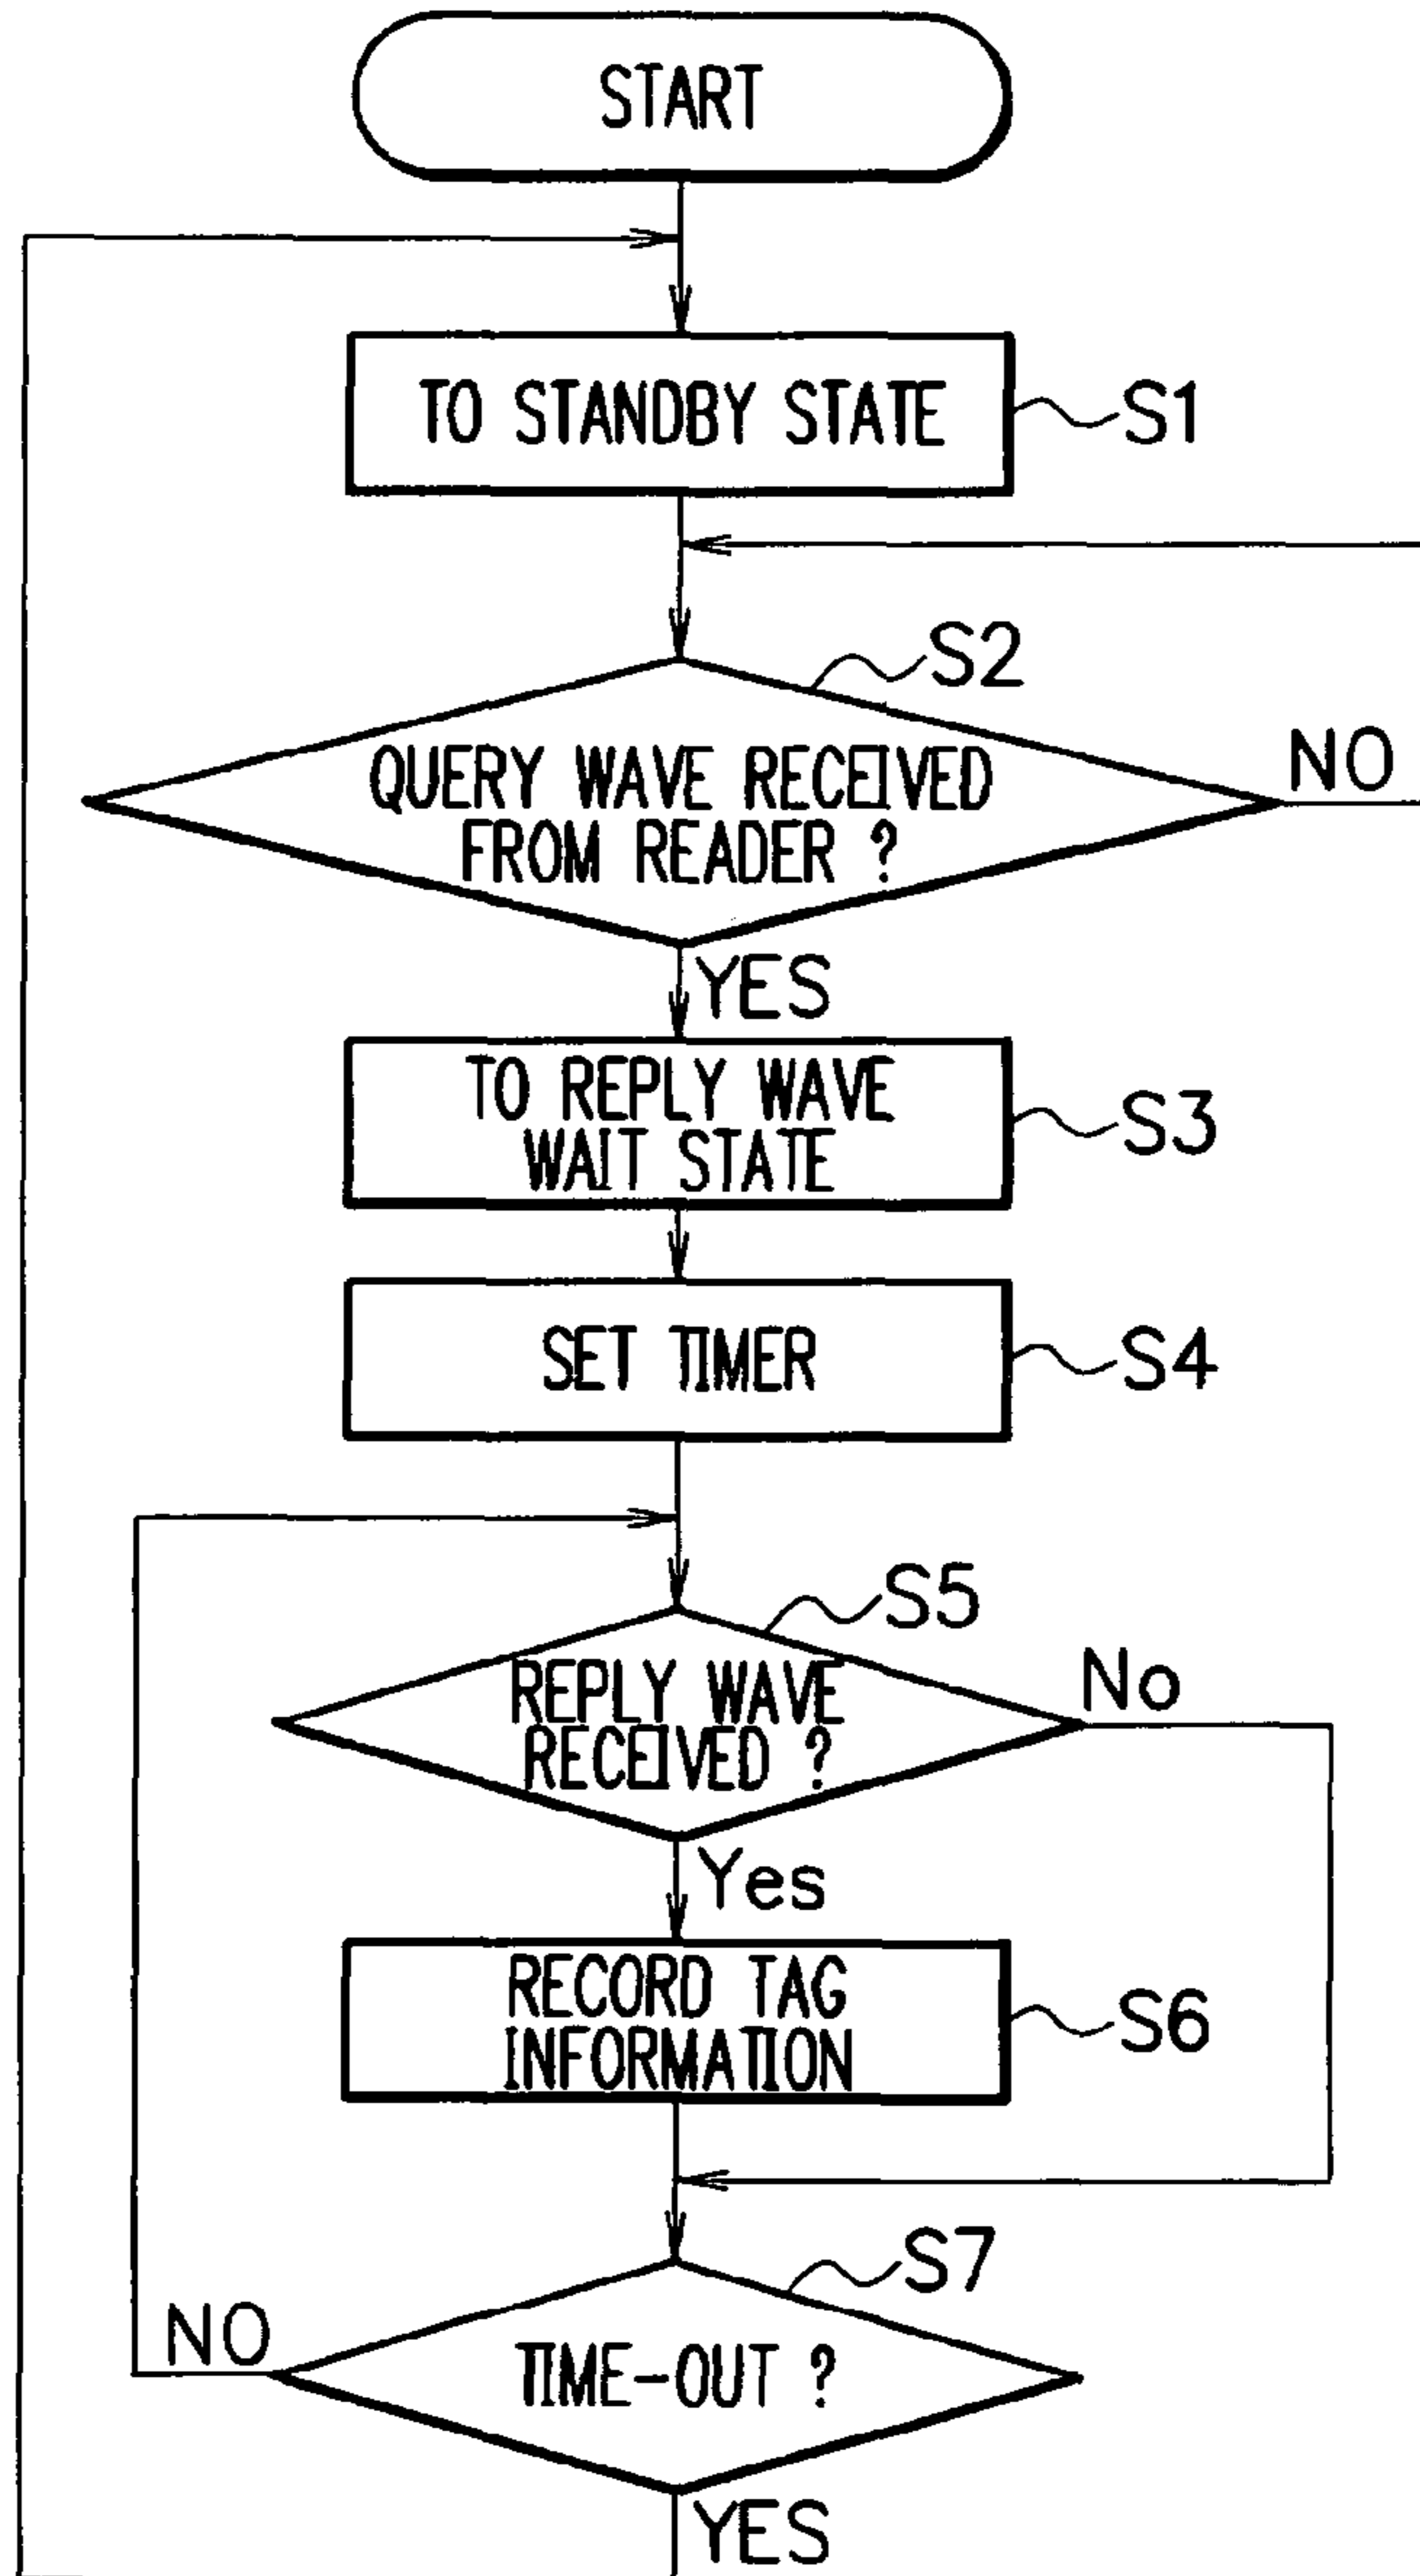 START
TO STANDBY STATE
S1
S2
QUERY WAVE RECEIVED
FROM READER ?
NO
YES
TO REPLY WAVE
WAIT STATE
S3
SET TIMER
S4
S5
REPLY WAVE
RECEIVED ?
No
Yes
RECORD TAG
INFORMATION
S6
S7
TIME-OUT ?
NO
YES